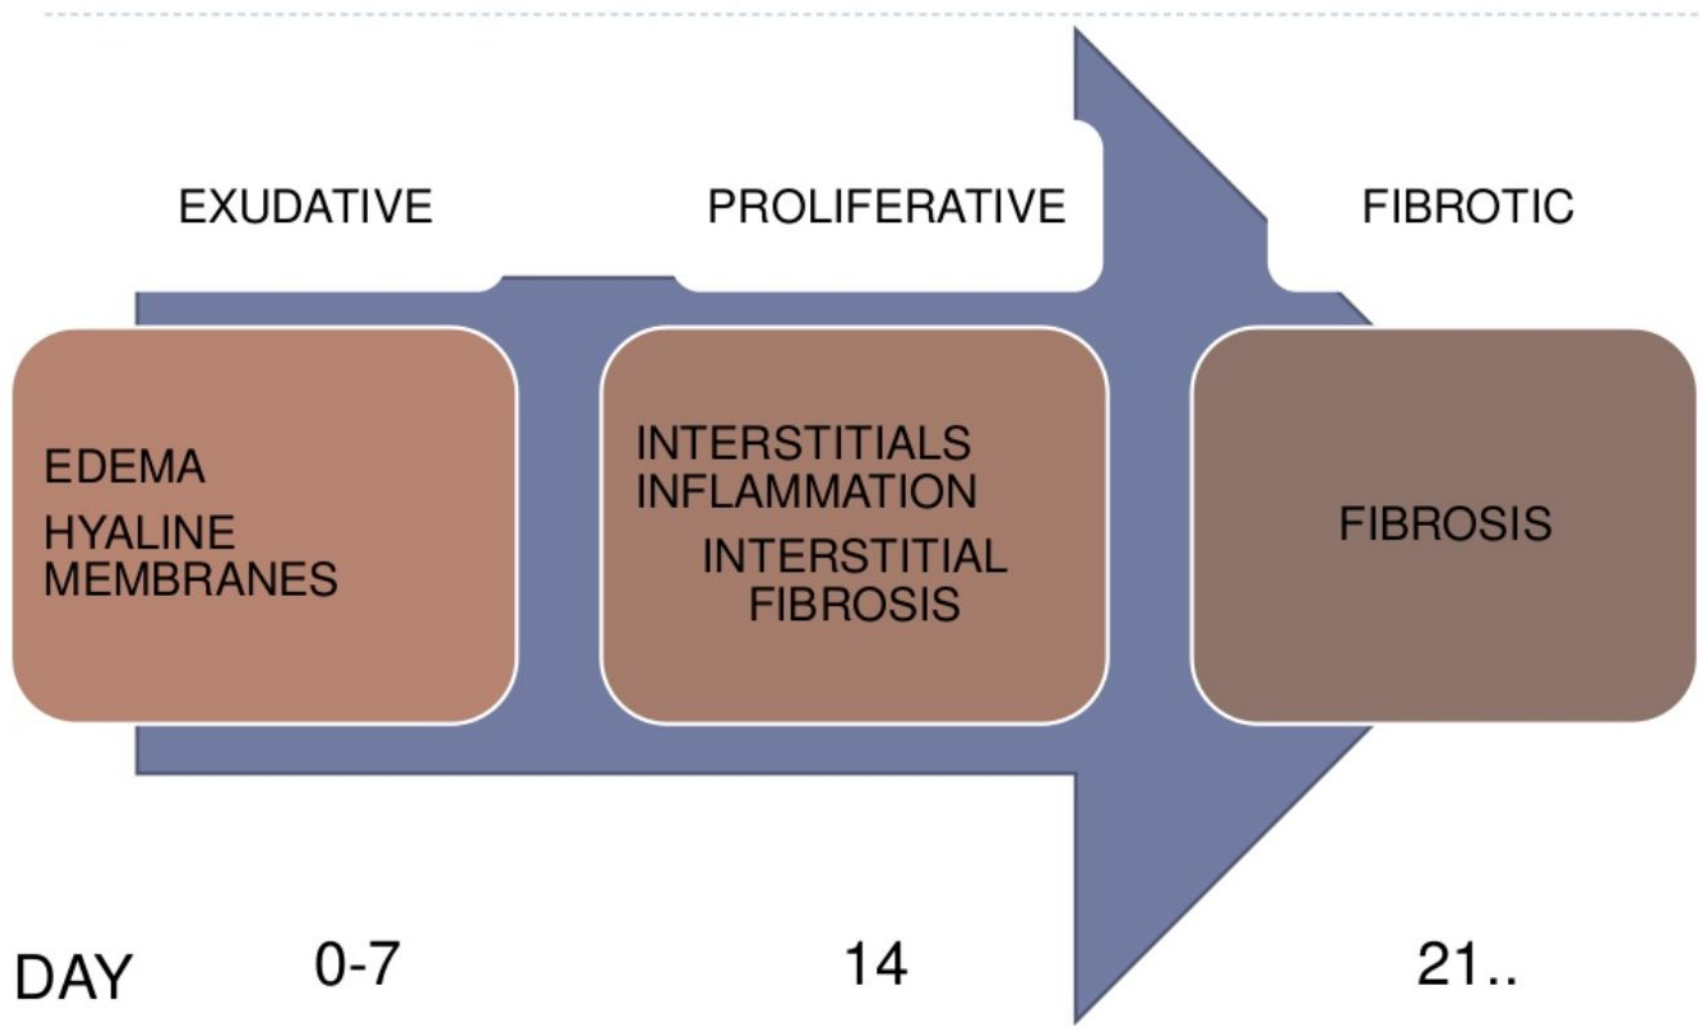 EXUDATIVE
PROLIFERATIVE
FIBROTIC
EDEMA
HYALINE
MEMBRANES
INTERSTITIALS
INFLAMMATION
INTERSTITIAL
FIBROSIS
FIBROSIS
DAY
0-7
14
21..